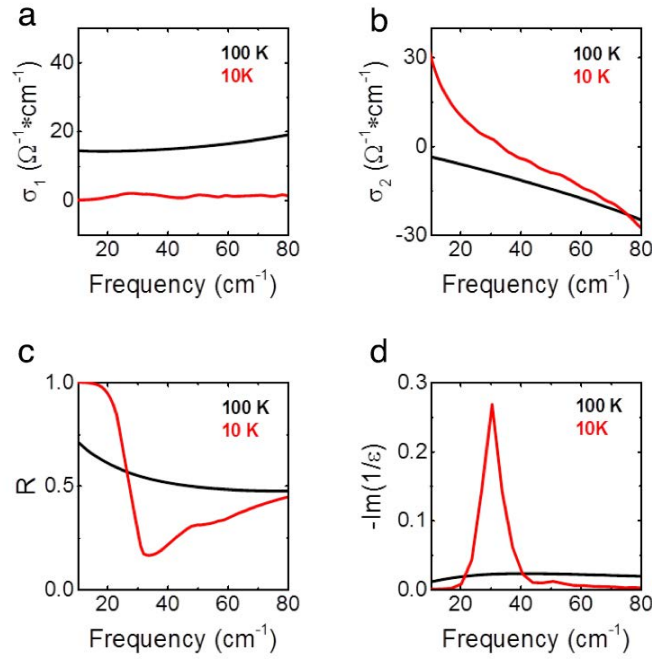 a
σ₁ (Ω⁻¹*cm⁻¹)
40
20
0
100 K
10K
20 40 60 80
Frequency (cm⁻¹)
b
σ₂ (Ω⁻¹*cm⁻¹)
30
0
-30
100 K
10 K
20 40 60 80
Frequency (cm⁻¹)
c
R
1.0
0.5
0.0
100 K
10 K
20 40 60 80
Frequency (cm⁻¹)
d
-Im(1/ε)
0.3
0.2
0.1
0.0
100 K
10K
20 40 60 80
Frequency (cm⁻¹)